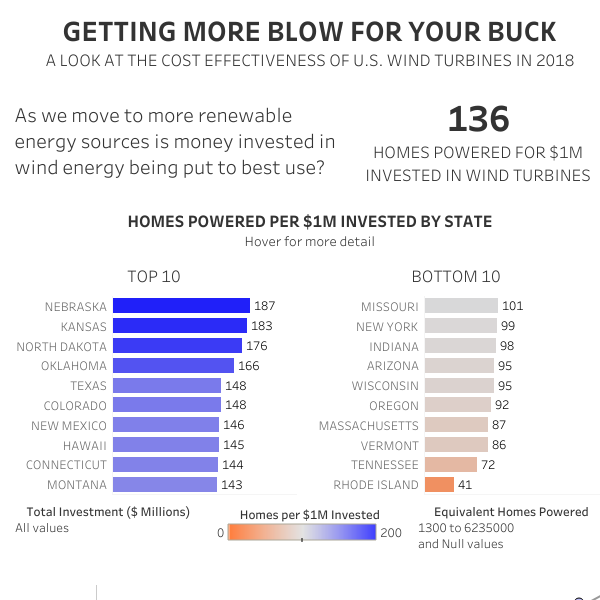 GETTING MORE BLOW FOR YOUR BUCK
A LOOK AT THE COST EFFECTIVENESS OF U.S. WIND TURBINES IN 2018
As we move to more renewable
energy sources is money invested in
wind energy being put to best use?
136
HOMES POWERED FOR $1M
INVESTED IN WIND TURBINES
HOMES POWERED PER $1M INVESTED BY STATE
Hover for more detail
TOP 10
NEBRASKA 187
KANSAS 183
NORTH DAKOTA 176
OKLAHOMA 166
TEXAS 148
COLORADO 148
NEW MEXICO 146
HAWAII 145
CONNECTICUT 144
MONTANA 143
BOTTOM 10
MISSOURI 101
NEW YORK 99
INDIANA 98
ARIZONA 95
WISCONSIN 95
OREGON 92
MASSACHUSETTS 87
VERMONT 86
TENNESSEE 72
RHODE ISLAND 41
Total Investment ($ Millions)
All values
Homes per $1M Invested
0 200
Equivalent Homes Powered
1300 to 6235000
and Null values